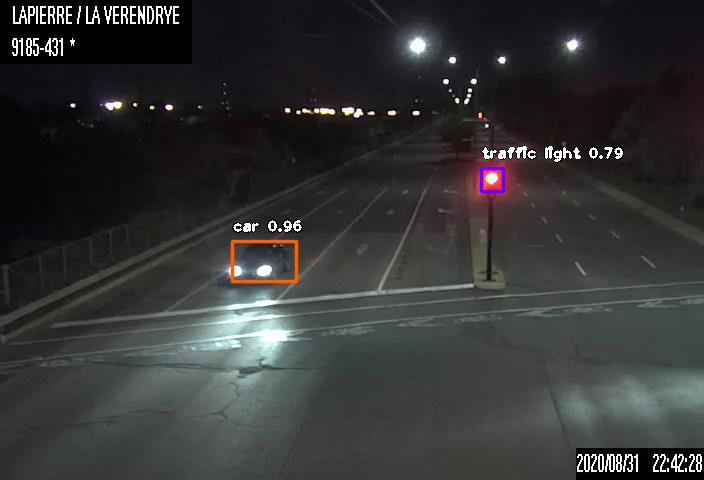 LAPIERRE / LA VERENDRYE
9185-431 *
traffic light 0.79
car 0.96
2020/08/31 22:42:28